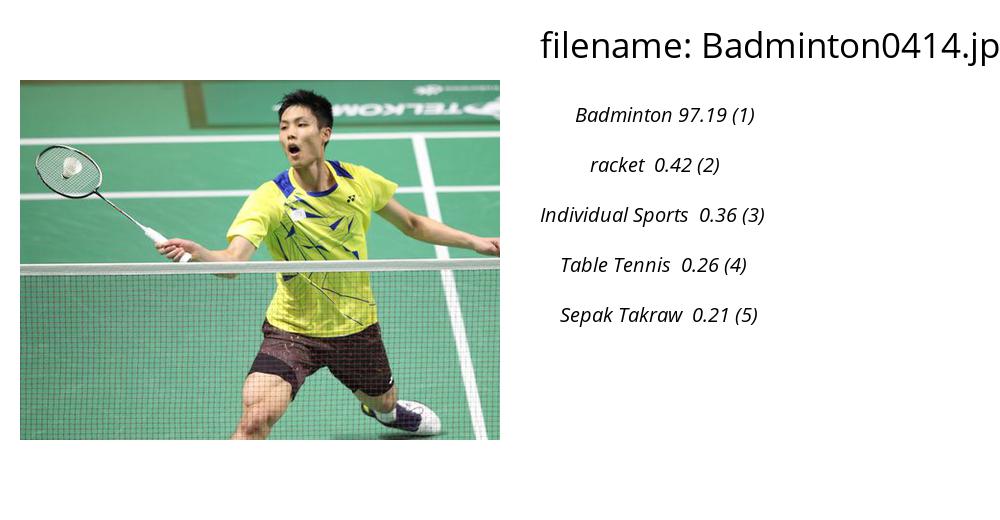 filename: Badminton0414.jp
TELKOM
Badminton 97.19 (1)
racket 0.42 (2)
Individual Sports 0.36 (3)
Table Tennis 0.26 (4)
Sepak Takraw 0.21 (5)